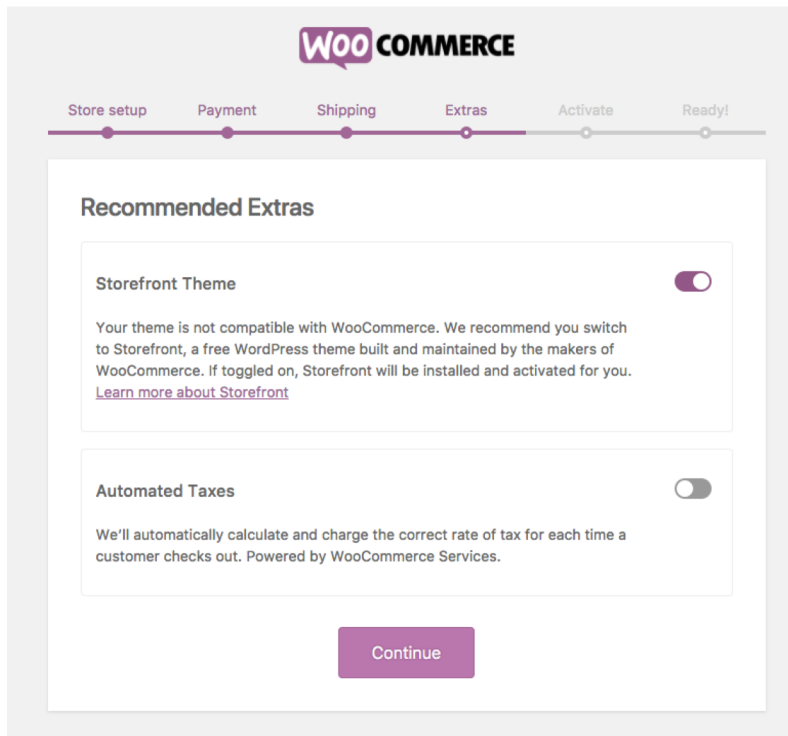 WOO COMMERCE
Store setup Payment Shipping Extras Activate Ready!
Recommended Extras
Storefront Theme
Your theme is not compatible with WooCommerce. We recommend you switch
to Storefront, a free WordPress theme built and maintained by the makers of
WooCommerce. If toggled on, Storefront will be installed and activated for you.
Learn more about Storefront
Automated Taxes
We’ll automatically calculate and charge the correct rate of tax for each time a
customer checks out. Powered by WooCommerce Services.
Continue